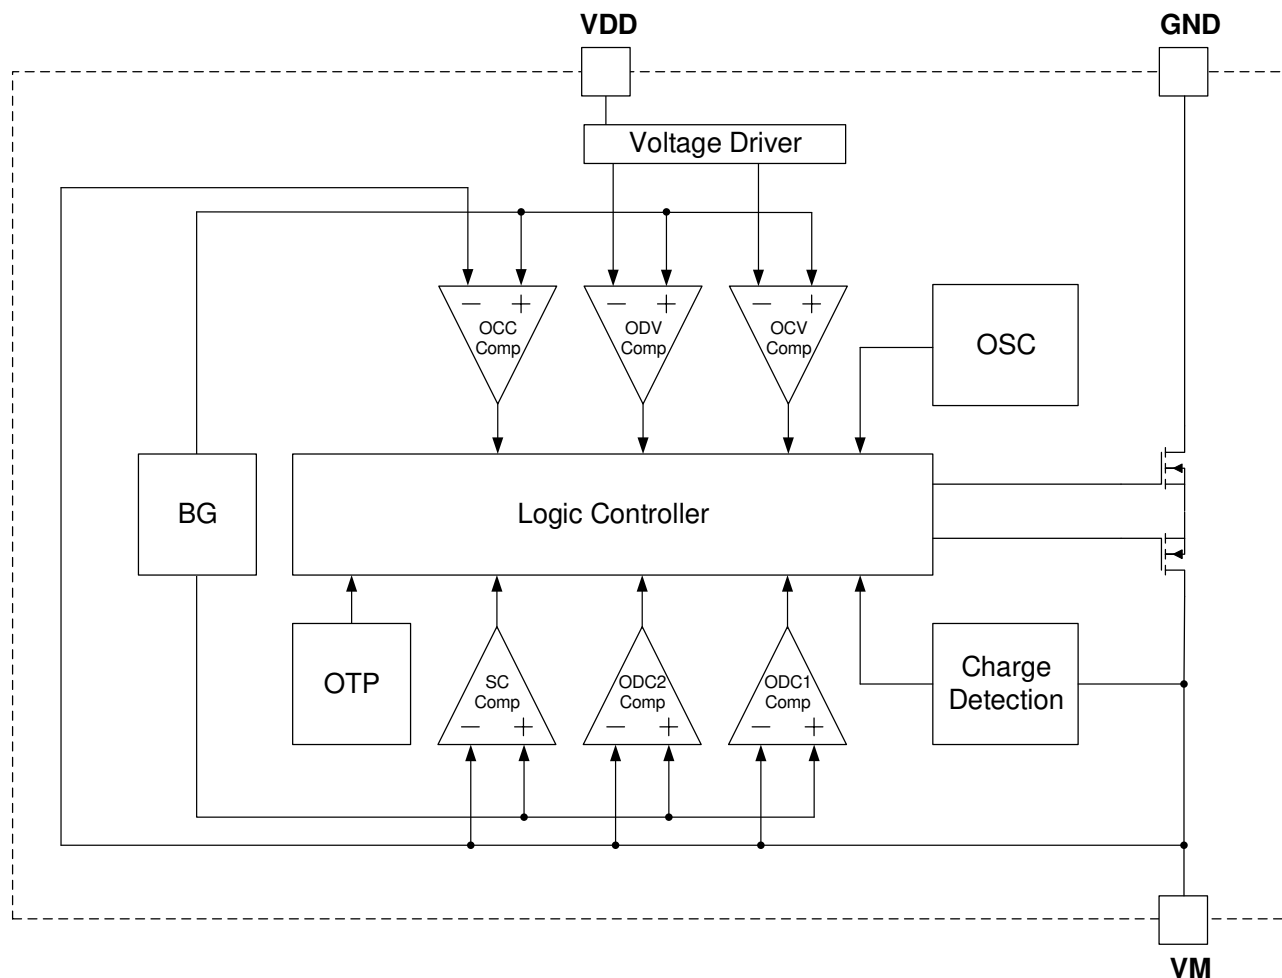 VDD
GND
Voltage Driver
− +
OCC
Comp
− +
ODV
Comp
− +
OCV
Comp
OSC
BG
Logic Controller
OTP
SC
Comp
− +
ODC2
Comp
− +
ODC1
Comp
− +
Charge
Detection
VM